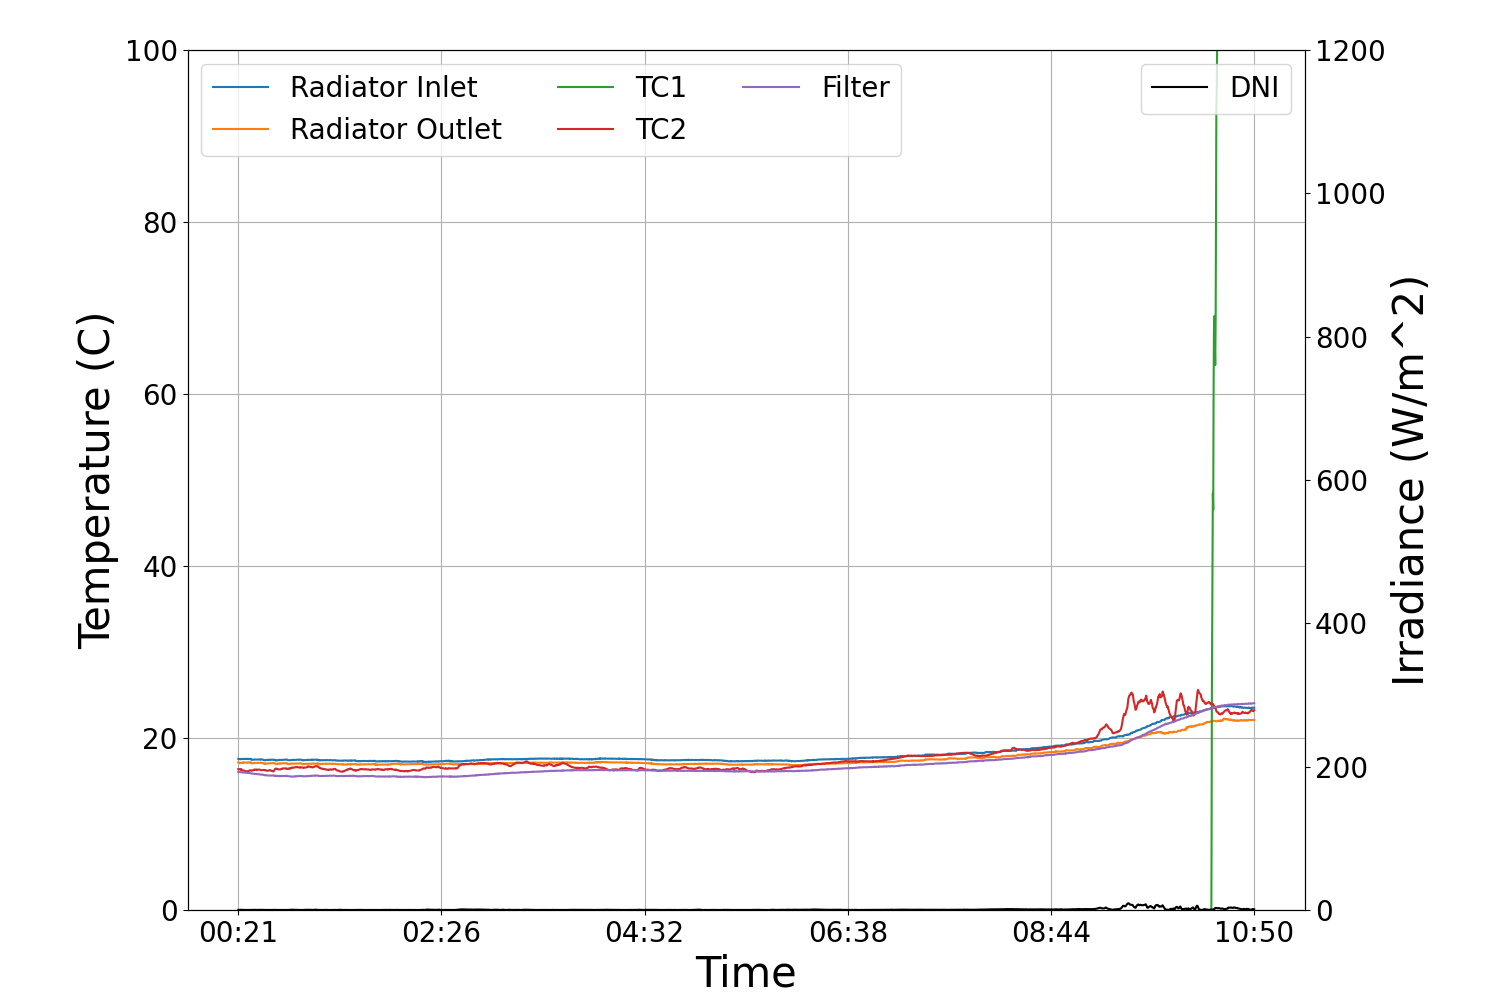 Radiator Inlet
Radiator Outlet
TC1
TC2
Filter
DNI
Temperature (C)
100
80
60
40
20
0
1200
1000
800
600
400
200
0
Irradiance (W/m^2)
00:21 02:26 04:32 06:38 08:44 10:50
Time